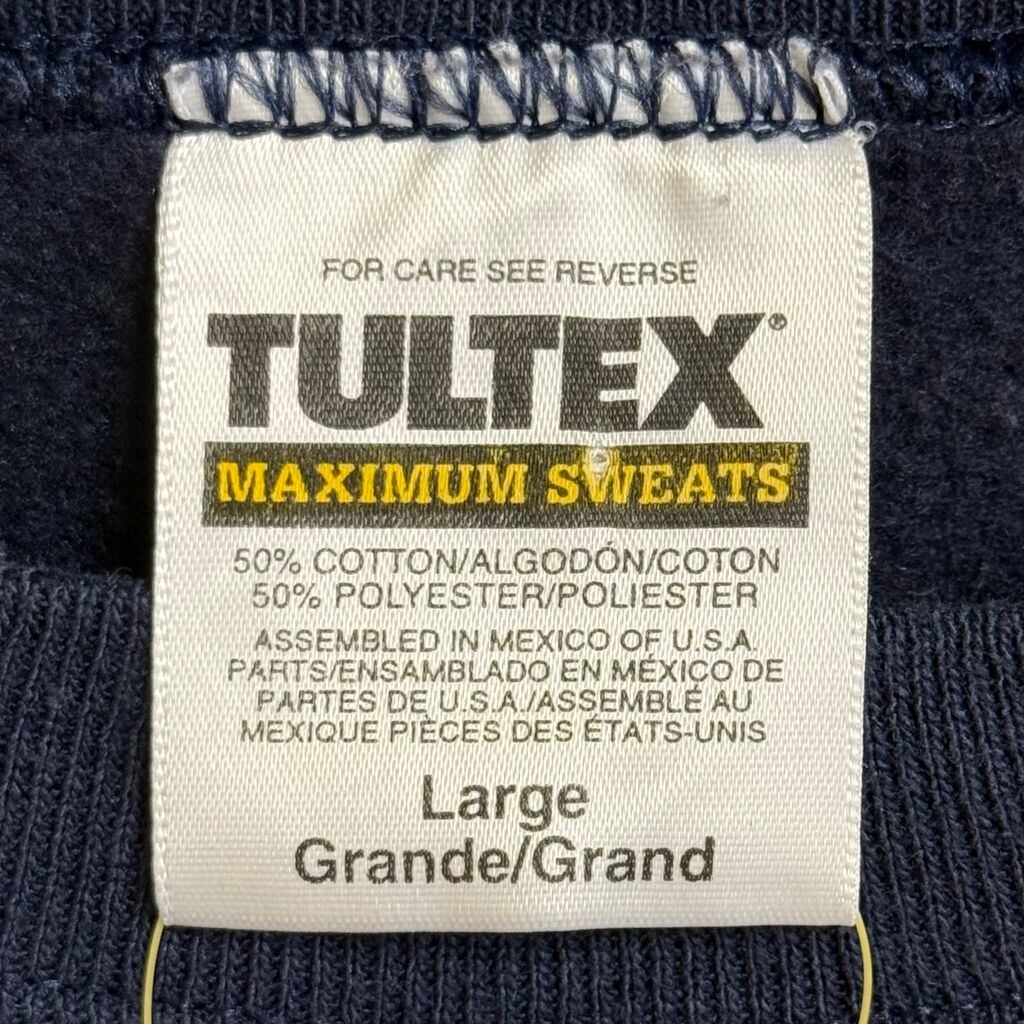 FOR CARE SEE REVERSE
TULTEX®
MAXIMUM SWEATS
50% COTTON/ALGODÓN/COTON
50% POLYESTER/POLIESTER
ASSEMBLED IN MEXICO OF U.S.A
PARTS/ENSAMBLADO EN MÉXICO DE
PARTES DE U.S.A./ASSEMBLÉ AU
MEXIQUE PIÈCES DES ÉTATS-UNIS
Large
Grande/Grand